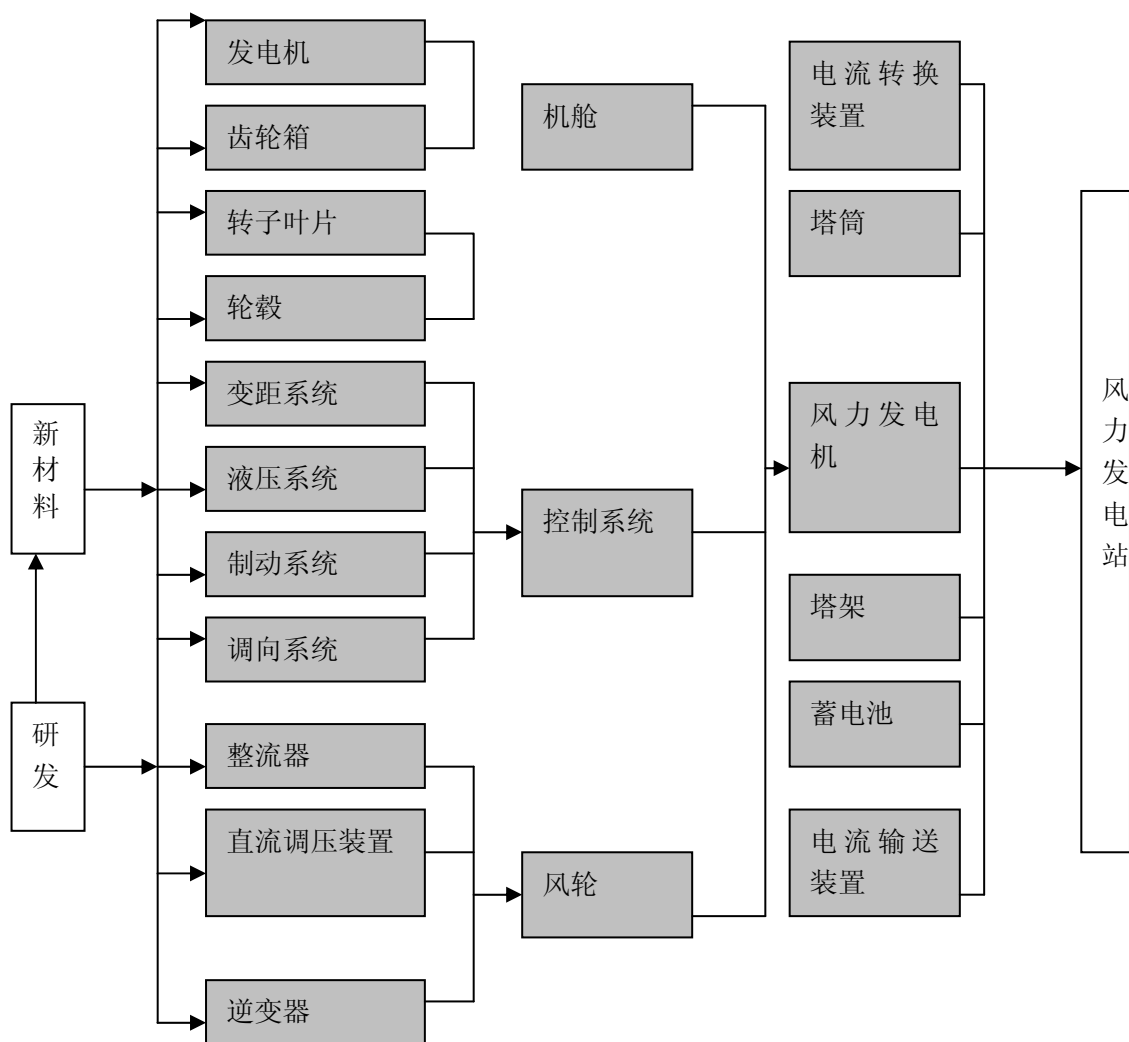 新
材
料
研
发
发电机
齿轮箱
转子叶片
轮毂
变距系统
液压系统
制动系统
调向系统
整流器
直流调压装置
逆变器
机舱
控制系统
风轮
电流转换
装置
塔筒
风力发电
机
塔架
蓄电池
电流输送
装置
风
力
发
电
站